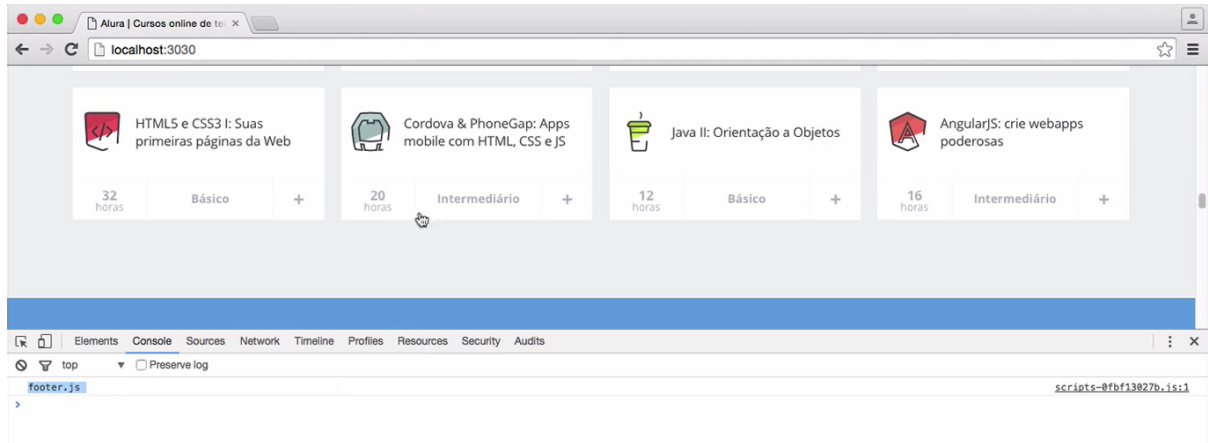 Alura | Cursos online de tec
localhost:3030
HTML5 e CSS3 I: Suas
primeiras páginas da Web
32
horas
Básico
+
Cordova & PhoneGap: Apps
mobile com HTML, CSS e JS
20
horas
Intermediário
+
Java II: Orientação a Objetos
12
horas
Básico
+
AngularJS: crie webapps
poderosas
16
horas
Intermediário
+
Elements Console Sources Network Timeline Profiles Resources Security Audits
top Preserve log
footer.js scripts-0fbf13027b.js:1
>